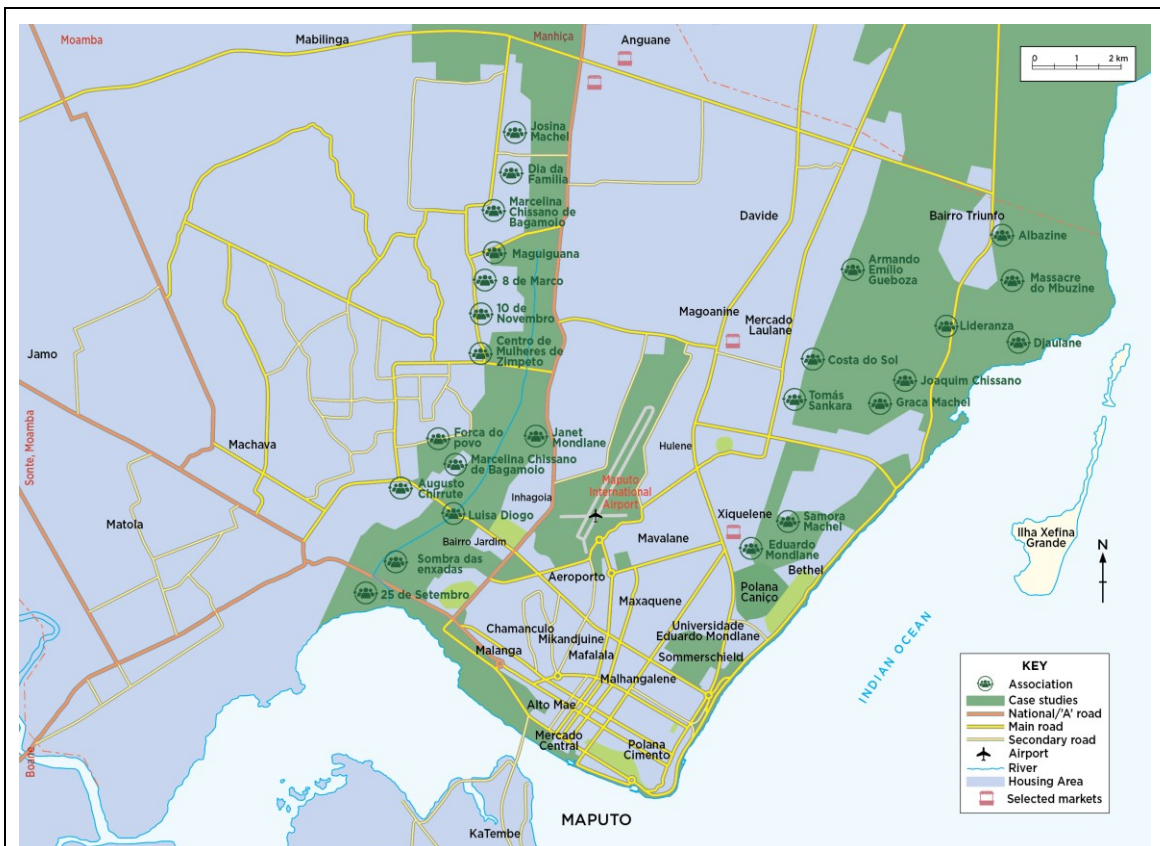 Moamba
Mabilinga
Manhiça
Anguane
0 1 2 km
Josina
Machel
Dia da
Familia
Marcelina
Chissano de
Bagamoio
Davide
Bairro Triunfo
Albazine
Maguiguana
Armando
Emílio
Gueboza
8 de Marco
Massacre
do Mbuzine
10 de
Novembro
Magoanine
Mercado
Laulane
Lideranza
Centro de
Mulheres de
Zimpeto
Djaulane
Jamo
Costa do Sol
Joaquim Chissano
Tomás
Sankara
Graca Machel
Sonte, Moamba
Machava
Forca do
povo
Janet
Mondlane
Hulene
Marcelina Chissano
de Bagamoio
Maputo
International
Airport
Augusto
Chirrute
Inhagoia
Matola
Luisa Diogo
Xiquelene
Samora
Machel
Ilha Xefina
Grande
N
Bairro Jardim
Mavalane
Eduardo
Mondlane
Sombra das
enxadas
Aeroporto
Bethel
25 de Setembro
Maxaquene
Polana
Caniço
Chamanculo
Mikandjuine
Universidade
Eduardo Mondlane
Malanga
Mafalala
Sommerschield
INDIAN OCEAN
Malhangalene
Alto Mae
Boane
Mercado
Central
Polana
Cimento
MAPUTO
KaTembe
KEY
Association
Case studies
National/'A' road
Main road
Secondary road
Airport
River
Housing Area
Selected markets